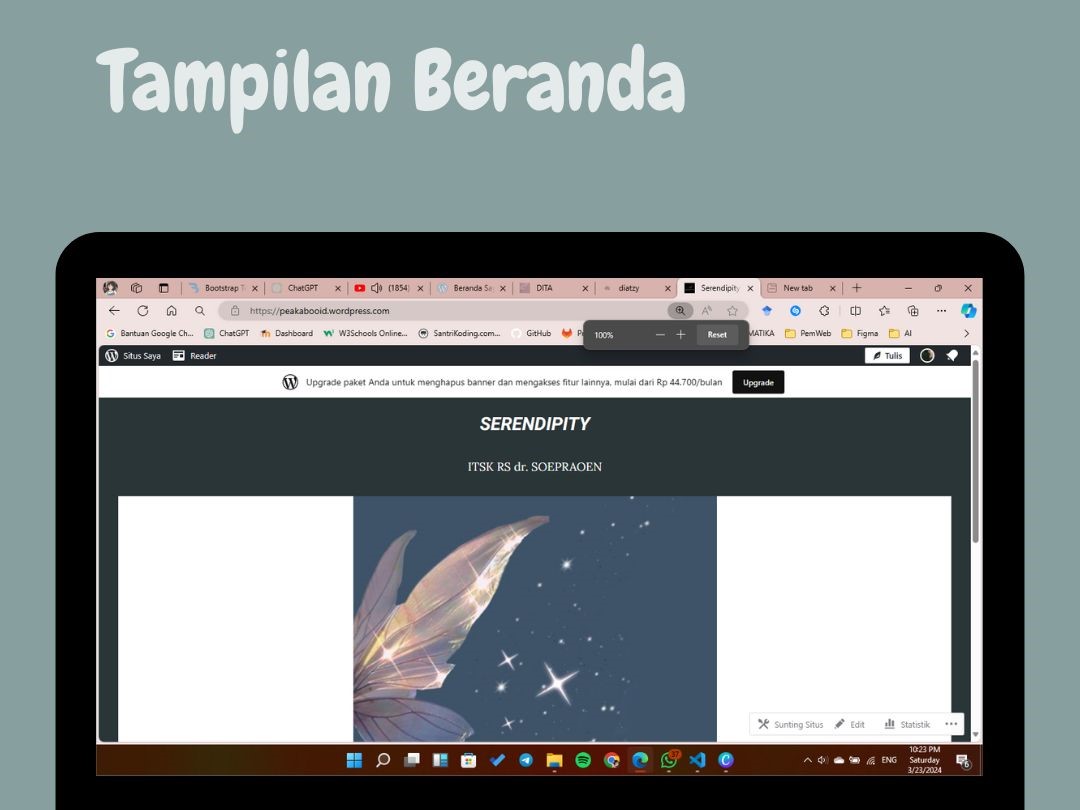 Tampilan Beranda
Bootstrap ChatGPT (1854) Beranda DITA diatzy Serendipity New tab
https://peakabooid.wordpress.com
Bantuan Google Ch... ChatGPT Dashboard W3Schools Online... SantriKoding.com... GitHub PemWeb Figma AI
100% Reset
Situs Saya Reader Tulis
Upgrade paket Anda untuk menghapus banner dan mengakses fitur lainnya, mulai dari Rp 44.700/bulan Upgrade
SERENDIPITY
ITSK RS dr. SOEPRAOEN
Sunting Situs Edit Statistik
ENG
10:23 PM
Saturday
3/23/2024